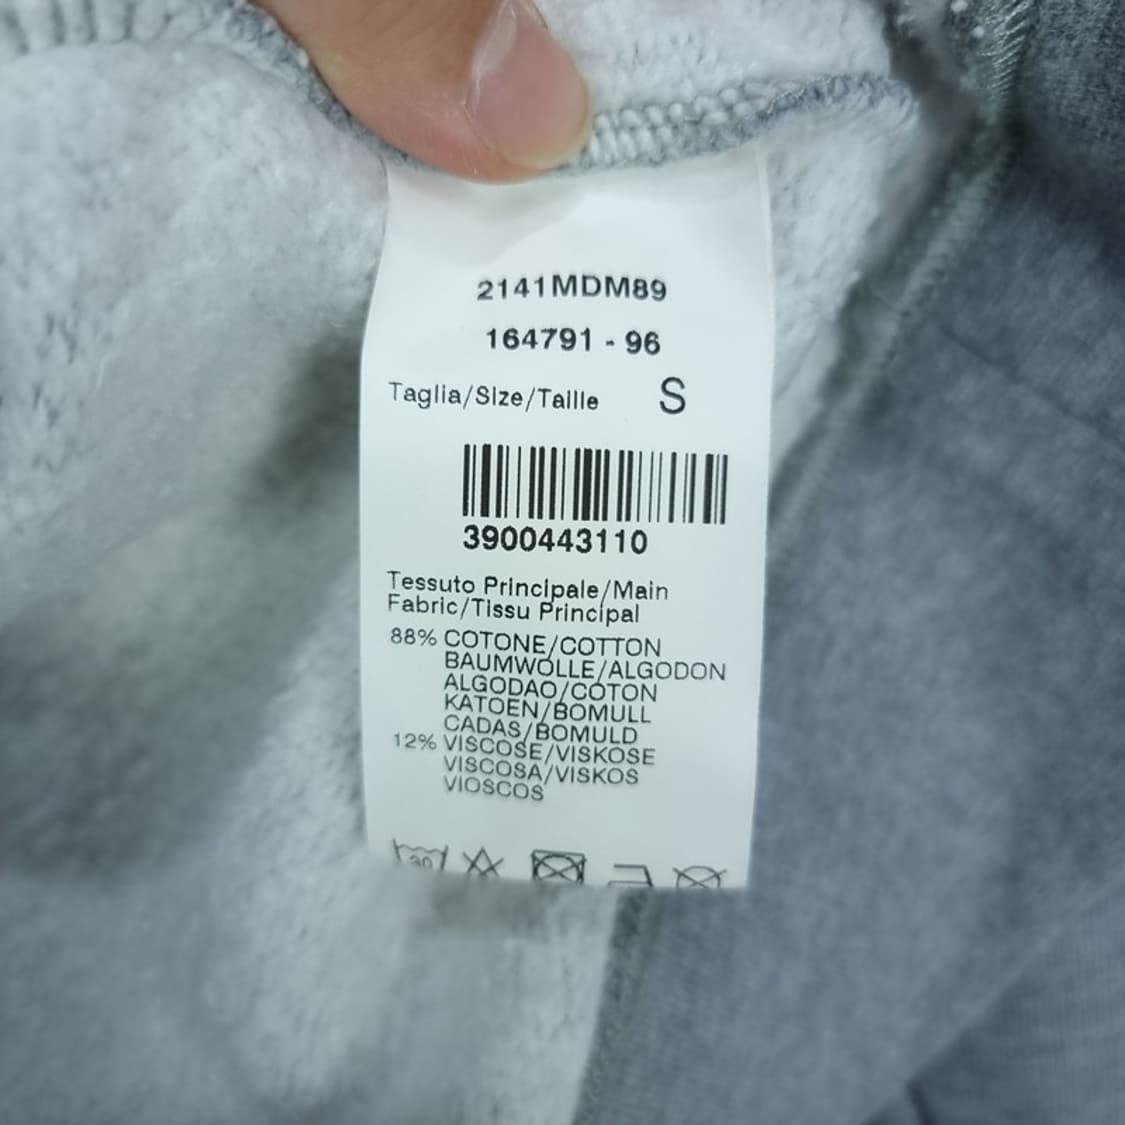 2141MDM89
164791 - 96
Taglia/Size/Taille S
3900443110
Tessuto Principale/Main
Fabric/Tissu Principal
88% COTONE/COTTON
BAUMWOLLE/ALGODON
ALGODAO/COTON
KATOEN/BOMULL
CADAS/BOMULD
12% VISCOSE/VISKOSE
VISCOSA/VISKOS
VIOSCOS
30